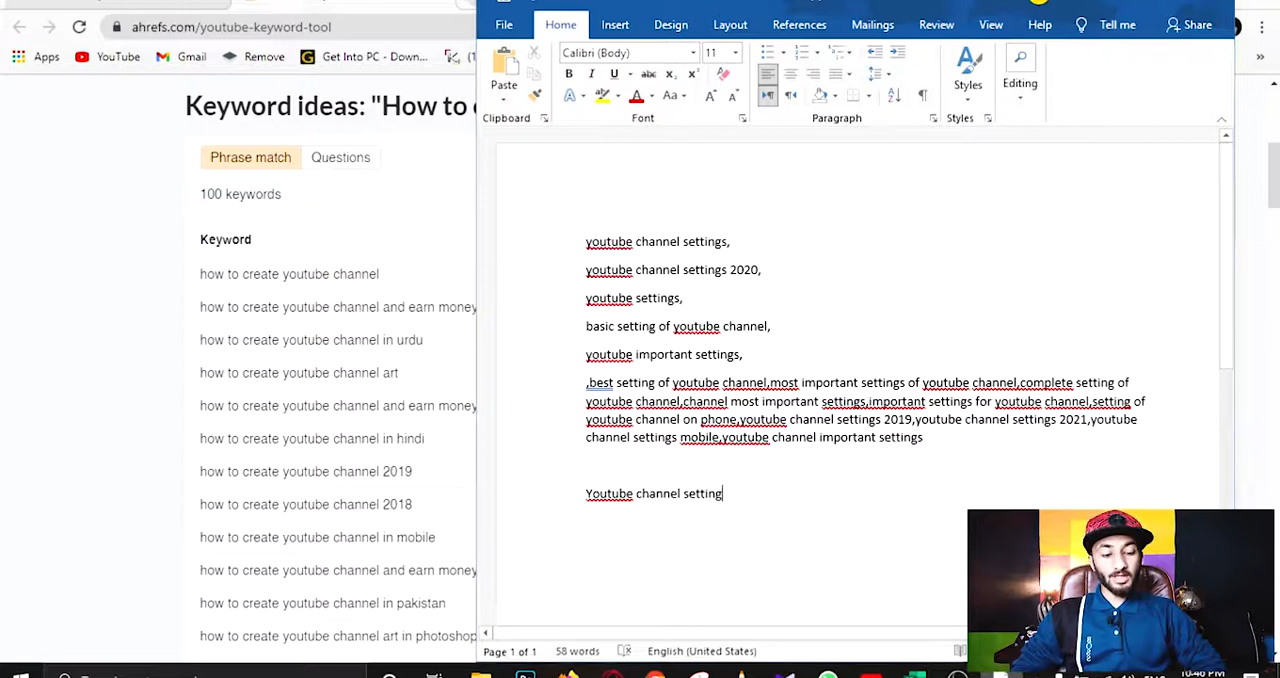 ahrefs.com/youtube-keyword-tool
Apps
YouTube
Gmail
Remove
Get Into PC - Down...
Keyword ideas: "How to
Phrase match
Questions
100 keywords
Keyword
how to create youtube channel
how to create youtube channel and earn money
how to create youtube channel in urdu
how to create youtube channel art
how to create youtube channel and earn money
how to create youtube channel in hindi
how to create youtube channel 2019
how to create youtube channel 2018
how to create youtube channel in mobile
how to create youtube channel and earn money
how to create youtube channel in pakistan
how to create youtube channel art in photoshop
File Home Insert Design Layout References Mailings Review View Help Tell me Share
Calibri (Body) 11
Paste
Styles
Editing
Clipboard
Font
Paragraph
Styles
youtube channel settings,
youtube channel settings 2020,
youtube settings,
basic setting of youtube channel,
youtube important settings,
,best setting of youtube channel,most important settings of youtube channel,complete setting of
youtube channel,channel most important settings,important settings for youtube channel,setting of
youtube channel on phone,youtube channel settings 2019,youtube channel settings 2021,youtube
channel settings mobile,youtube channel important settings
Youtube channel setting
Page 1 of 1 58 words English (United States)
ENG
10:46 PM